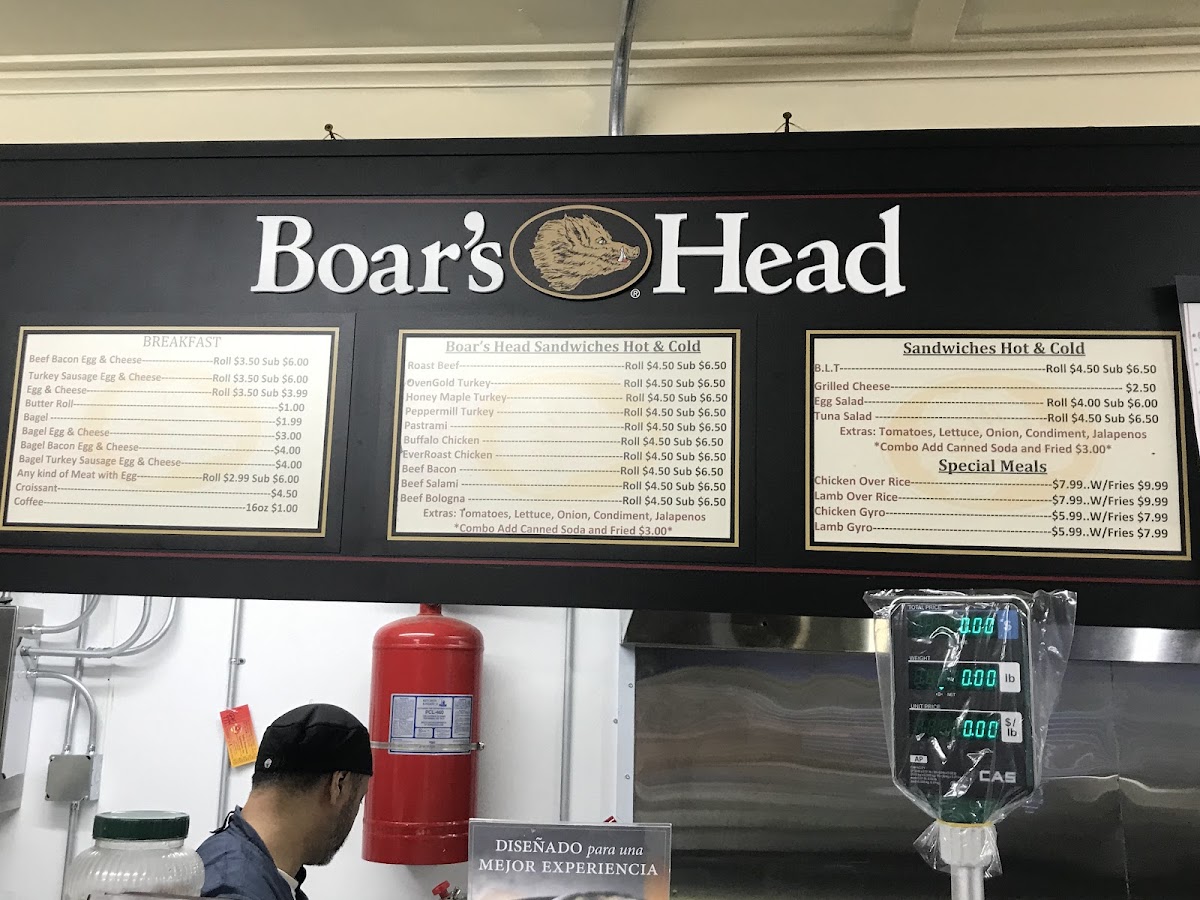 Boar's Head
®
BREAKFAST
Beef Bacon Egg & Cheese---Roll $3.50 Sub $6.00
Turkey Sausage Egg & Cheese---Roll $3.50 Sub $6.00
Egg & Cheese---Roll $3.50 Sub $3.99
Butter Roll---$1.00
Bagel---$1.99
Bagel Egg & Cheese---$3.00
Bagel Bacon Egg & Cheese---$4.00
Bagel Turkey Sausage Egg & Cheese---$4.00
Any kind of Meat with Egg---Roll $2.99 Sub $6.00
Croissant---$4.50
Coffee---16oz $1.00
Boar's Head Sandwiches Hot & Cold
Roast Beef---Roll $4.50 Sub $6.50
OvenGold Turkey---Roll $4.50 Sub $6.50
Honey Maple Turkey---Roll $4.50 Sub $6.50
Peppermill Turkey---Roll $4.50 Sub $6.50
Pastrami---Roll $4.50 Sub $6.50
Buffalo Chicken---Roll $4.50 Sub $6.50
EverRoast Chicken---Roll $4.50 Sub $6.50
Beef Bacon---Roll $4.50 Sub $6.50
Beef Salami---Roll $4.50 Sub $6.50
Beef Bologna---Roll $4.50 Sub $6.50
Extras: Tomatoes, Lettuce, Onion, Condiment, Jalapenos
*Combo Add Canned Soda and Fried $3.00*
Sandwiches Hot & Cold
B.L.T---Roll $4.50 Sub $6.50
Grilled Cheese---$2.50
Egg Salad---Roll $4.00 Sub $6.00
Tuna Salad---Roll $4.50 Sub $6.50
Extras: Tomatoes, Lettuce, Onion, Condiment, Jalapenos
*Combo Add Canned Soda and Fried $3.00*
Special Meals
Chicken Over Rice---$7.99..W/Fries $9.99
Lamb Over Rice---$7.99..W/Fries $9.99
Chicken Gyro---$5.99..W/Fries $7.99
Lamb Gyro---$5.99..W/Fries $7.99
TOTAL PRICE
0.00 $
WEIGHT
0.00 lb
UNIT PRICE
0.00 $/lb
AP
CAS
DISEÑADO para una
MEJOR EXPERIENCIA